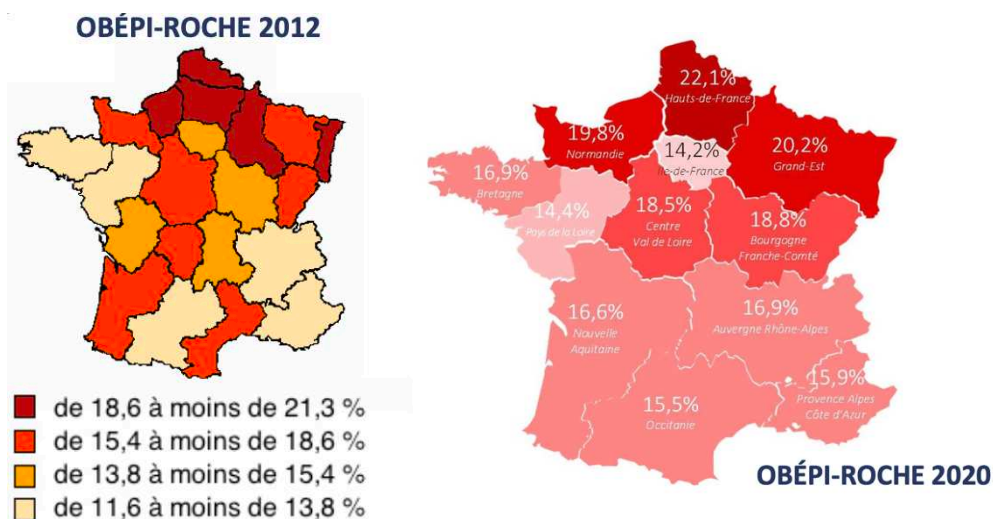 OBÉPI-ROCHE 2012
de 18,6 à moins de 21,3 %
de 15,4 à moins de 18,6 %
de 13,8 à moins de 15,4 %
de 11,6 à moins de 13,8 %
22,1%
Hauts-de-France
19,8%
Normandie
14,2%
Ile-de-France
20,2%
Grand-Est
16,9%
Bretagne
14,4%
Pays de la Loire
18,5%
Centre
Val de Loire
18,8%
Bourgogne
Franche-Comté
16,6%
Nouvelle
Aquitaine
16,9%
Auvergne Rhône-Alpes
15,9%
Provence Alpes
Côte d'Azur
15,5%
Occitanie
OBÉPI-ROCHE 2020